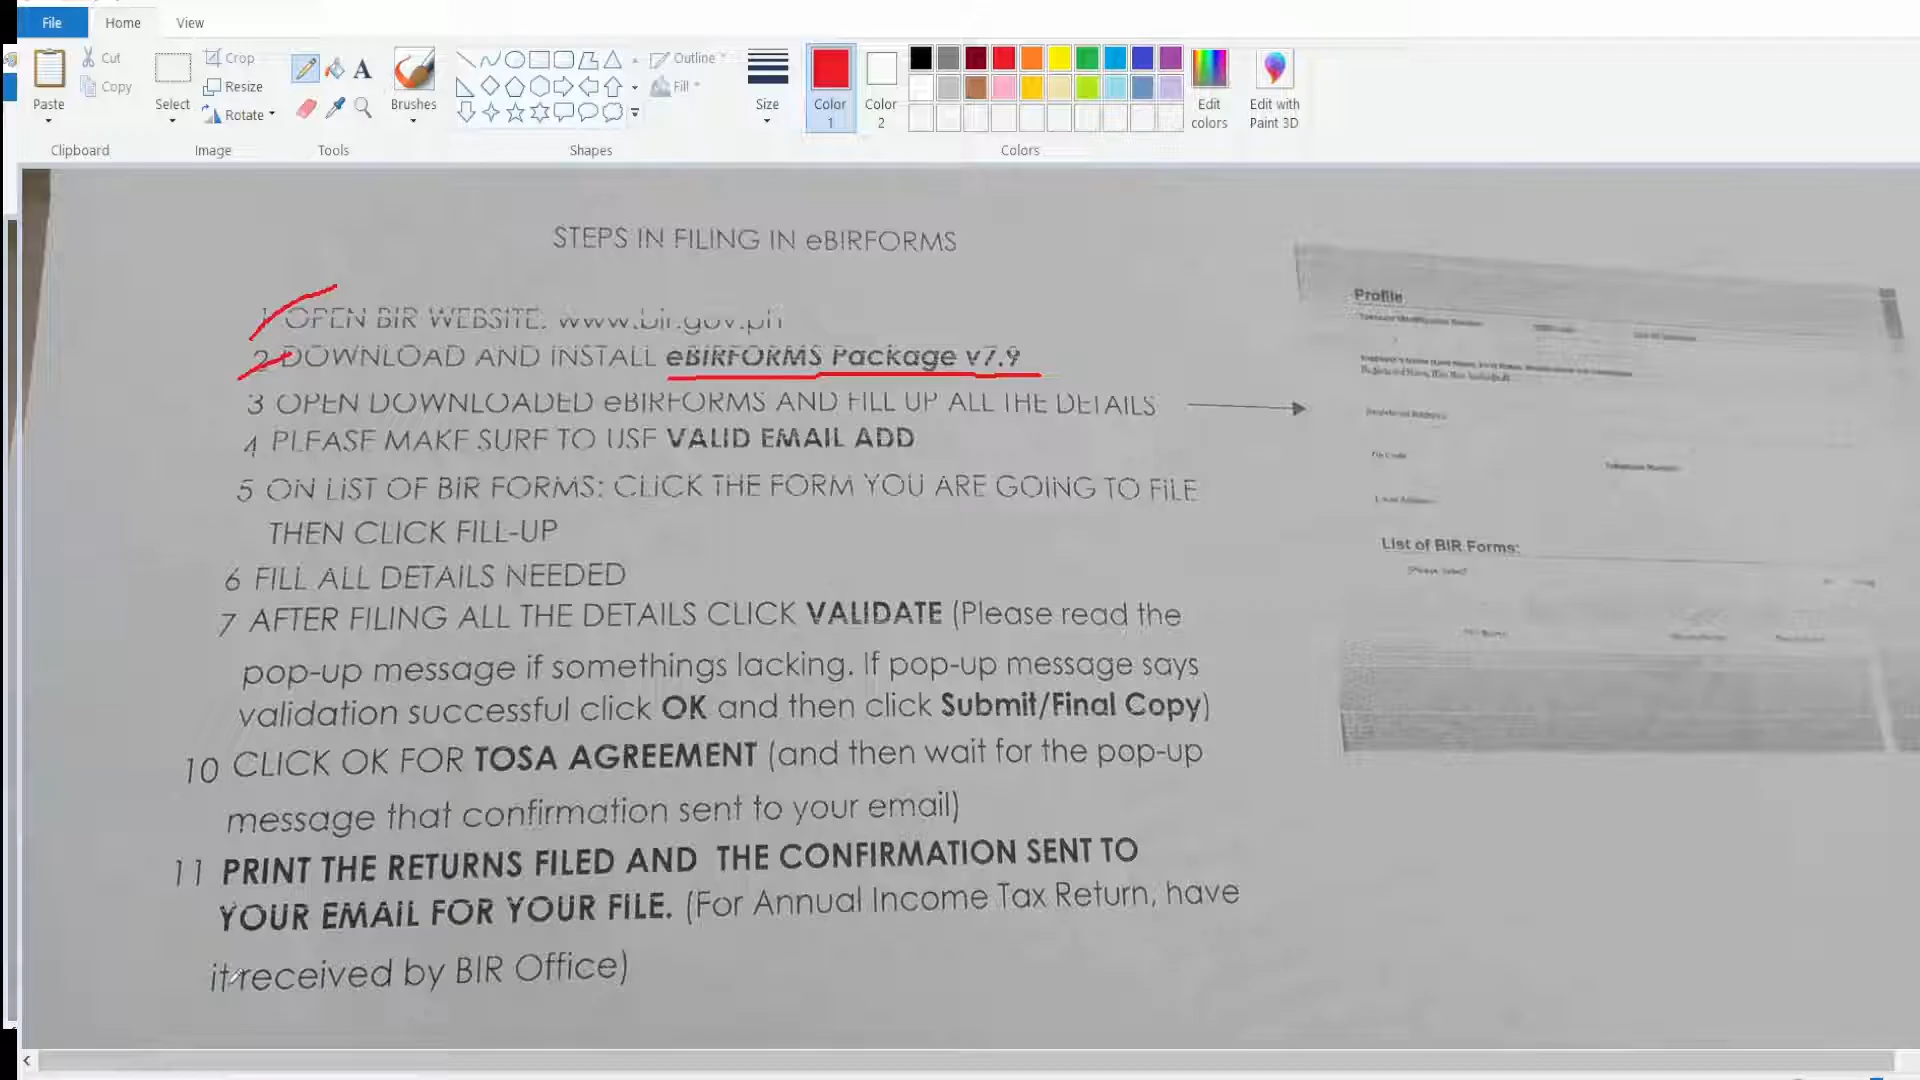 File Home View
Paste
Cut
Copy
Clipboard
Select
Crop
Resize
Rotate
Image
Tools
Brushes
Outline
Fill
Shapes
Size
Color 1
Color 2
Edit colors
Edit with Paint 3D
Colors
STEPS IN FILING IN eBIRFORMS
1 OPEN BIR WEBSITE: www.bir.gov.ph
2 DOWNLOAD AND INSTALL eBIRFORMS Package v7.9
3 OPEN DOWNLOADED eBIRFORMS AND FILL UP ALL THE DETAILS
4 PLEASE MAKE SURE TO USE VALID EMAIL ADD
5 ON LIST OF BIR FORMS: CLICK THE FORM YOU ARE GOING TO FILE
THEN CLICK FILL-UP
6 FILL ALL DETAILS NEEDED
7 AFTER FILING ALL THE DETAILS CLICK VALIDATE (Please read the
pop-up message if somethings lacking. If pop-up message says
validation successful click OK and then click Submit/Final Copy)
10 CLICK OK FOR TOSA AGREEMENT (and then wait for the pop-up
message that confirmation sent to your email)
11 PRINT THE RETURNS FILED AND THE CONFIRMATION SENT TO
YOUR EMAIL FOR YOUR FILE. (For Annual Income Tax Return, have
it received by BIR Office)
Profile
Registered Address
Telephone Number
List of BIR Forms: